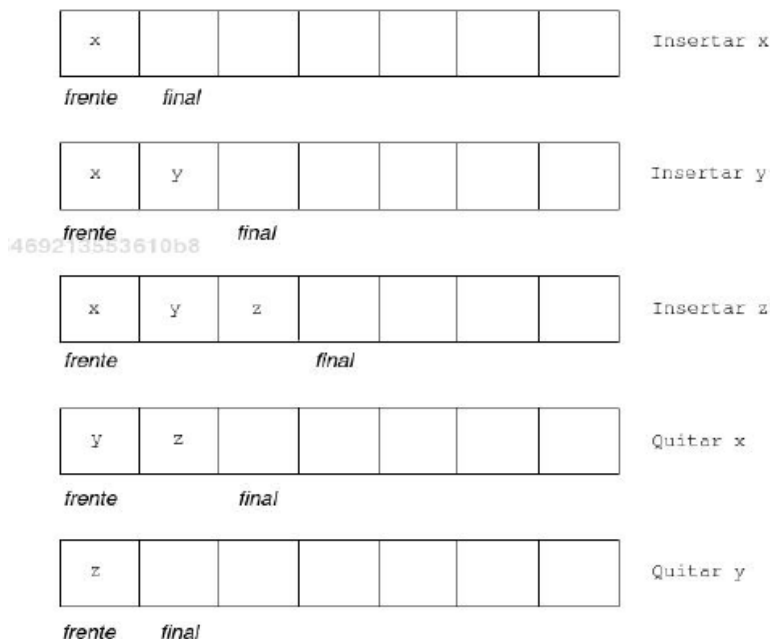 x Insertar x
frente final
x y Insertar y
frente final
469213553610b8
x y z Insertar z
frente final
y z Quitar x
frente final
z Quitar y
frente final